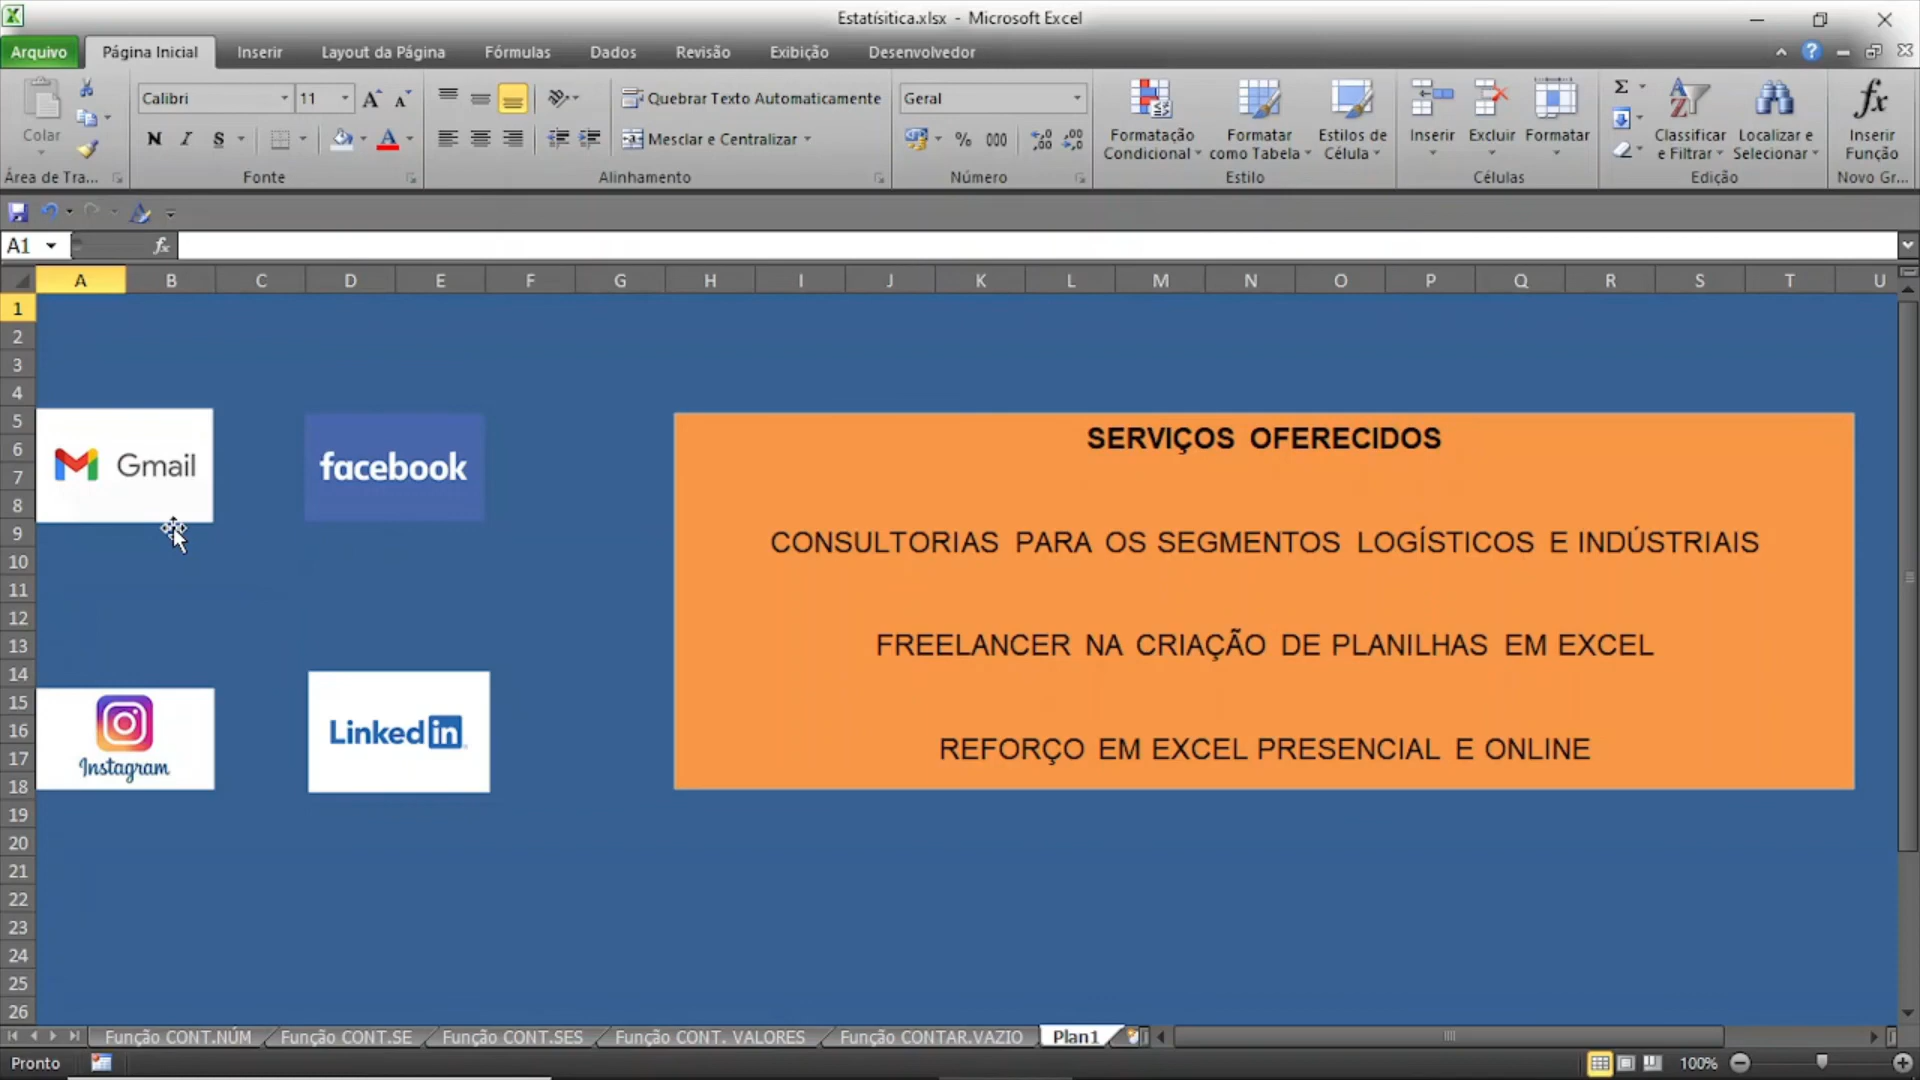 Estatísitica.xlsx - Microsoft Excel
Arquivo Página Inicial Inserir Layout da Página Fórmulas Dados Revisão Exibição Desenvolvedor
Calibri 11 Quebrar Texto Automaticamente Geral
Colar N I S Mesclar e Centralizar % 000
Formatação Condicional
Formatar como Tabela
Estilos de Célula
Inserir Excluir Formatar
Classificar e Filtrar
Localizar e Selecionar
Inserir Função
Área de Tra... Fonte Alinhamento Número Estilo Células Edição Novo Gr...
A1 fx
A B C D E F G H I J K L M N O P Q R S T U
1
2
3
4
5
6
7
8
9
10
11
12
13
14
15
16
17
18
19
20
21
22
23
24
25
26
Gmail
facebook
Instagram
Linked in
SERVIÇOS OFERECIDOS
CONSULTORIAS PARA OS SEGMENTOS LOGÍSTICOS E INDÚSTRIAIS
FREELANCER NA CRIAÇÃO DE PLANILHAS EM EXCEL
REFORÇO EM EXCEL PRESENCIAL E ONLINE
Função CONT.NÚM Função CONT.SE Função CONT.SES Função CONT. VALORES Função CONTAR.VAZIO Plan1
Pronto 100%